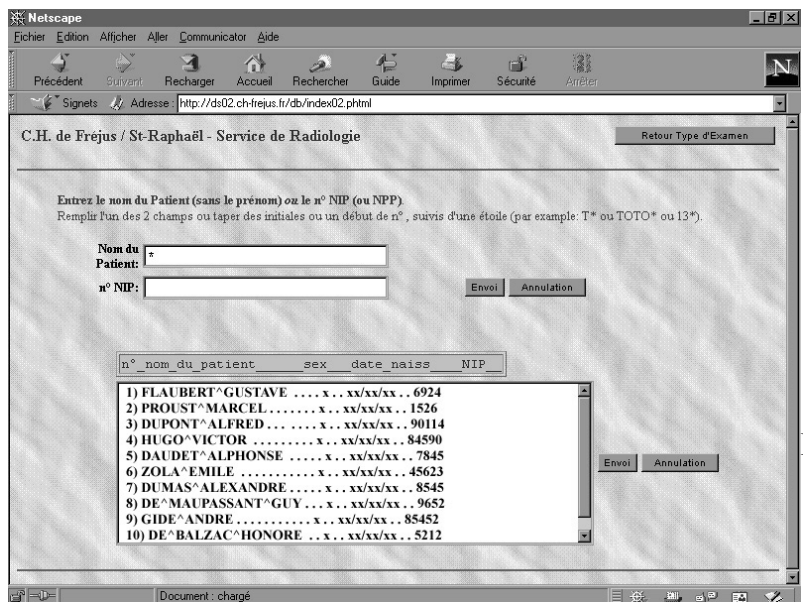 Netscape
Fichier Edition Afficher Aller Communicator Aide
Précédent Suivant Recharger Accueil Rechercher Guide Imprimer Sécurité Arrêter
N
Signets Adresse : http://ds02.ch-frejus.fr/db/index02.phtml
C.H. de Fréjus / St-Raphaël - Service de Radiologie
Retour Type d'Examen
Entrez le nom du Patient (sans le prénom) ou le n° NIP (ou NPP).
Remplir l'un des 2 champs ou taper des initiales ou un début de n° , suivis d'une étoile (par example: T* ou TOTO* ou 13*).
Nom du
Patient: *
n° NIP:
Envoi Annulation
n°_nom_du_patient______sex___date_naiss____NIP__
1) FLAUBERT^GUSTAVE .... x . . xx/xx/xx . . 6924
2) PROUST^MARCEL ....... x . . xx/xx/xx . . 1526
3) DUPONT^ALFRED ... .... x . . xx/xx/xx . . 90114
4) HUGO^VICTOR ......... x . . xx/xx/xx . . 84590
5) DAUDET^ALPHONSE ..... x . . xx/xx/xx . . 7845
6) ZOLA^EMILE ........... x . . xx/xx/xx . . 45623
7) DUMAS^ALEXANDRE ..... x . . xx/xx/xx . . 8545
8) DE^MAUPASSANT^GUY ... x . . xx/xx/xx . . 9652
9) GIDE^ANDRE ........... x . . xx/xx/xx . . 85452
10) DE^BALZAC^HONORE . . x . . xx/xx/xx . . 5212
Envoi Annulation
Document : chargé